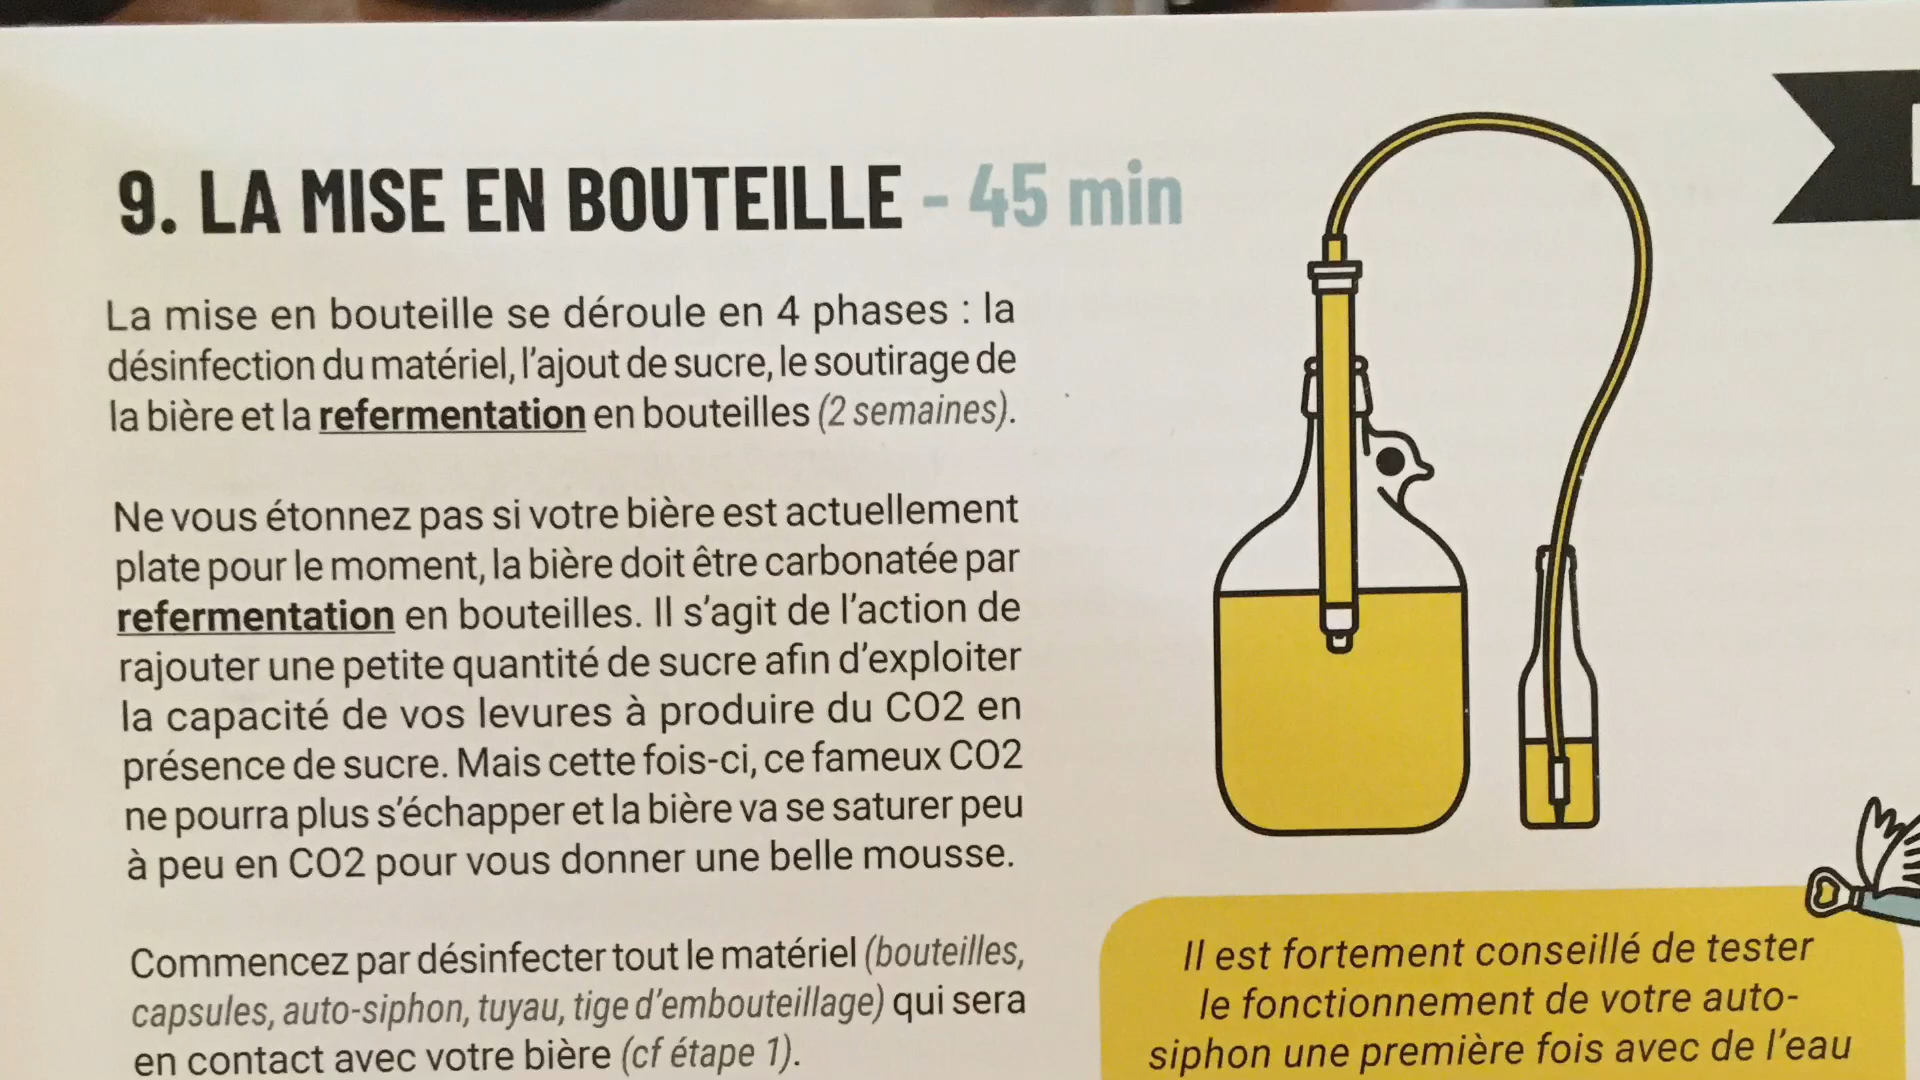 9. LA MISE EN BOUTEILLE - 45 min
La mise en bouteille se déroule en 4 phases : la
désinfection du matériel, l'ajout de sucre, le soutirage de
la bière et la refermentation en bouteilles (2 semaines).
Ne vous étonnez pas si votre bière est actuellement
plate pour le moment, la bière doit être carbonatée par
refermentation en bouteilles. Il s'agit de l'action de
rajouter une petite quantité de sucre afin d'exploiter
la capacité de vos levures à produire du CO2 en
présence de sucre. Mais cette fois-ci, ce fameux CO2
ne pourra plus s'échapper et la bière va se saturer peu
à peu en CO2 pour vous donner une belle mousse.
Commencez par désinfecter tout le matériel (bouteilles,
capsules, auto-siphon, tuyau, tige d'embouteillage) qui sera
en contact avec votre bière (cf étape 1).
Il est fortement conseillé de tester
le fonctionnement de votre auto-
siphon une première fois avec de l'eau